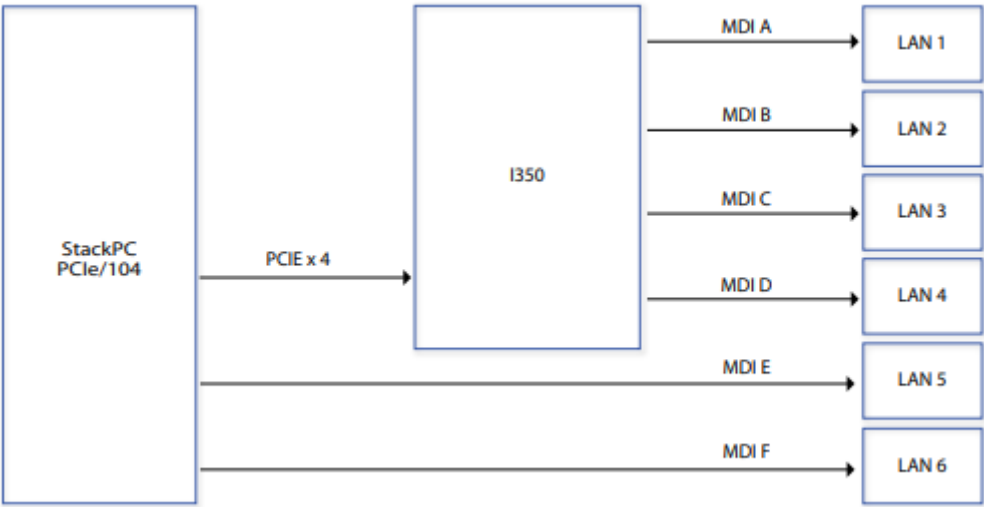 MDI A
LAN 1
MDI B
LAN 2
I350
MDI C
LAN 3
StackPC
PCIe/104
PCIE x 4
MDI D
LAN 4
MDI E
LAN 5
MDI F
LAN 6